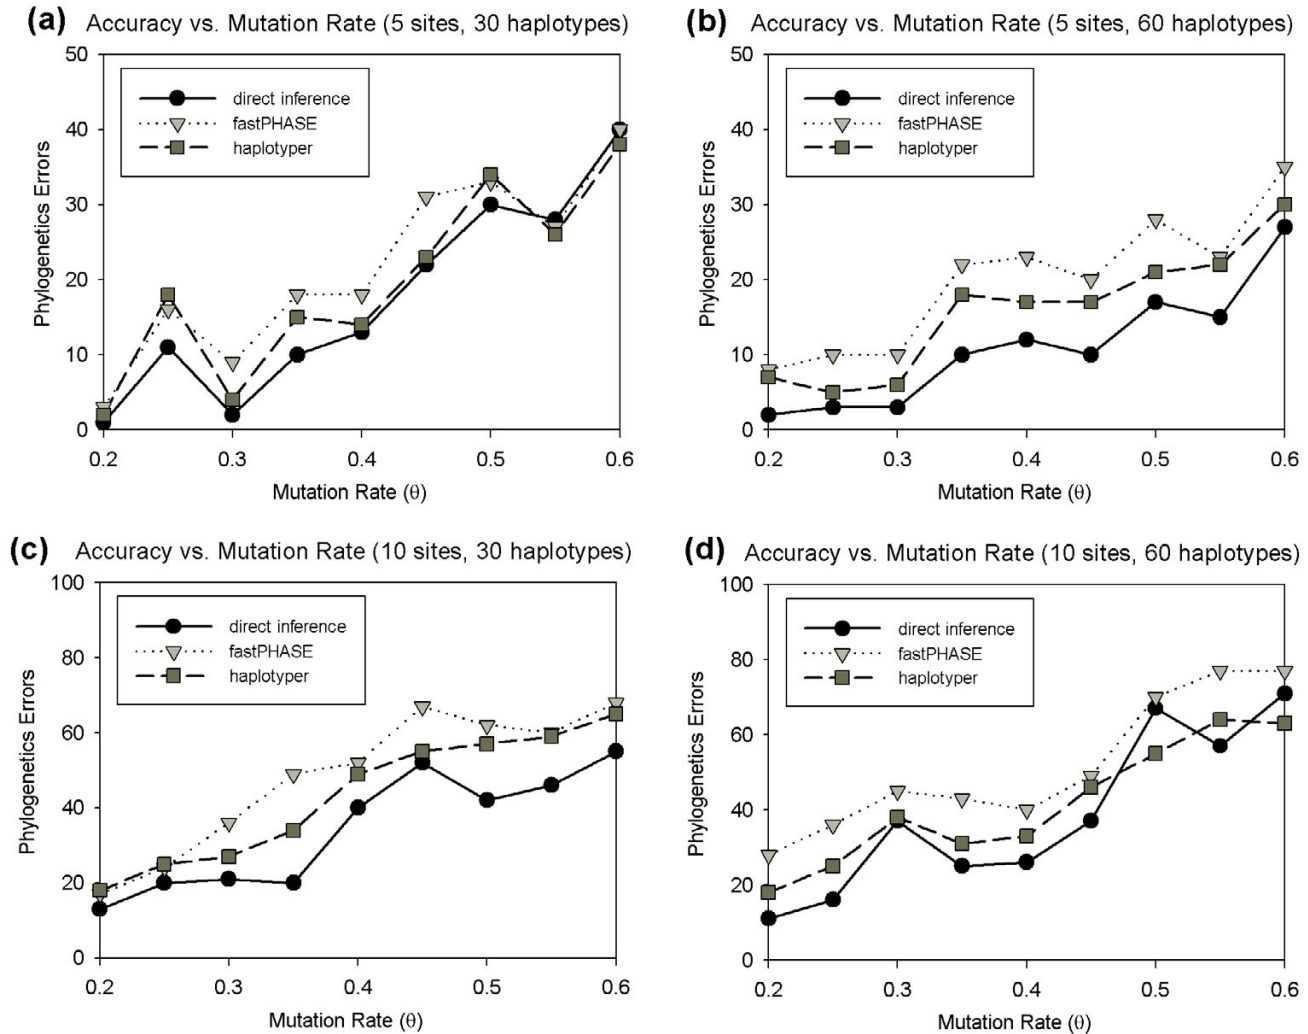 (a) Accuracy vs. Mutation Rate (5 sites, 30 haplotypes)
50
40
30
20
10
0
Phylogenetics Errors
direct inference
fastPHASE
haplotyper
0.2 0.3 0.4 0.5 0.6
Mutation Rate (θ)
(b) Accuracy vs. Mutation Rate (5 sites, 60 haplotypes)
50
40
30
20
10
0
Phylogenetics Errors
direct inference
fastPHASE
haplotyper
0.2 0.3 0.4 0.5 0.6
Mutation Rate (θ)
(c) Accuracy vs. Mutation Rate (10 sites, 30 haplotypes)
100
80
60
40
20
0
Phylogenetics Errors
direct inference
fastPHASE
haplotyper
0.2 0.3 0.4 0.5 0.6
Mutation Rate (θ)
(d) Accuracy vs. Mutation Rate (10 sites, 60 haplotypes)
100
80
60
40
20
0
Phylogenetics Errors
direct inference
fastPHASE
haplotyper
0.2 0.3 0.4 0.5 0.6
Mutation Rate (θ)